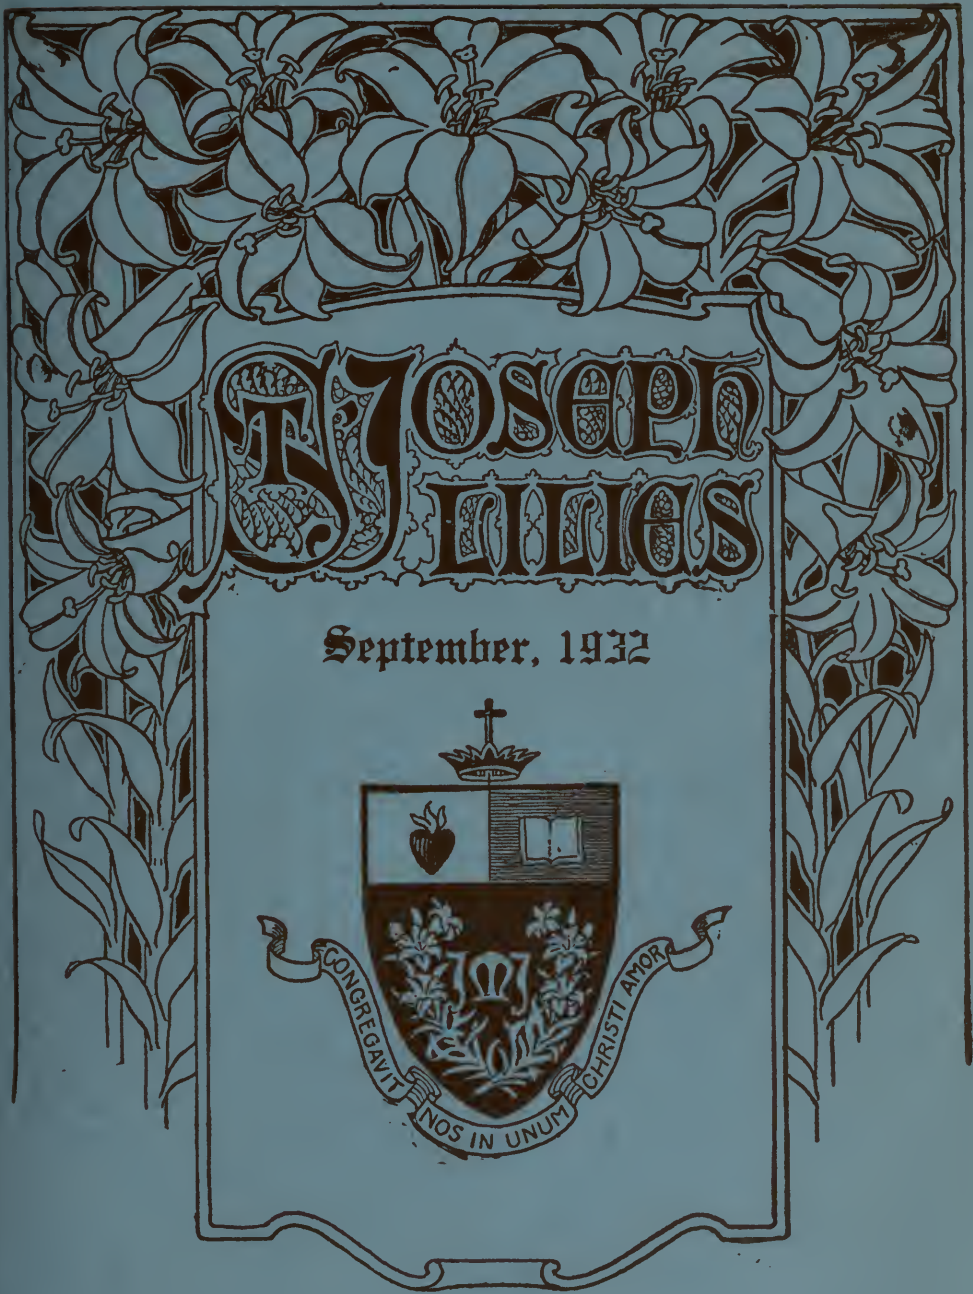 ST JOSEPH
LILIES
September, 1932
CONGREGAVIT NOS IN UNUM CHRISTI AMOR